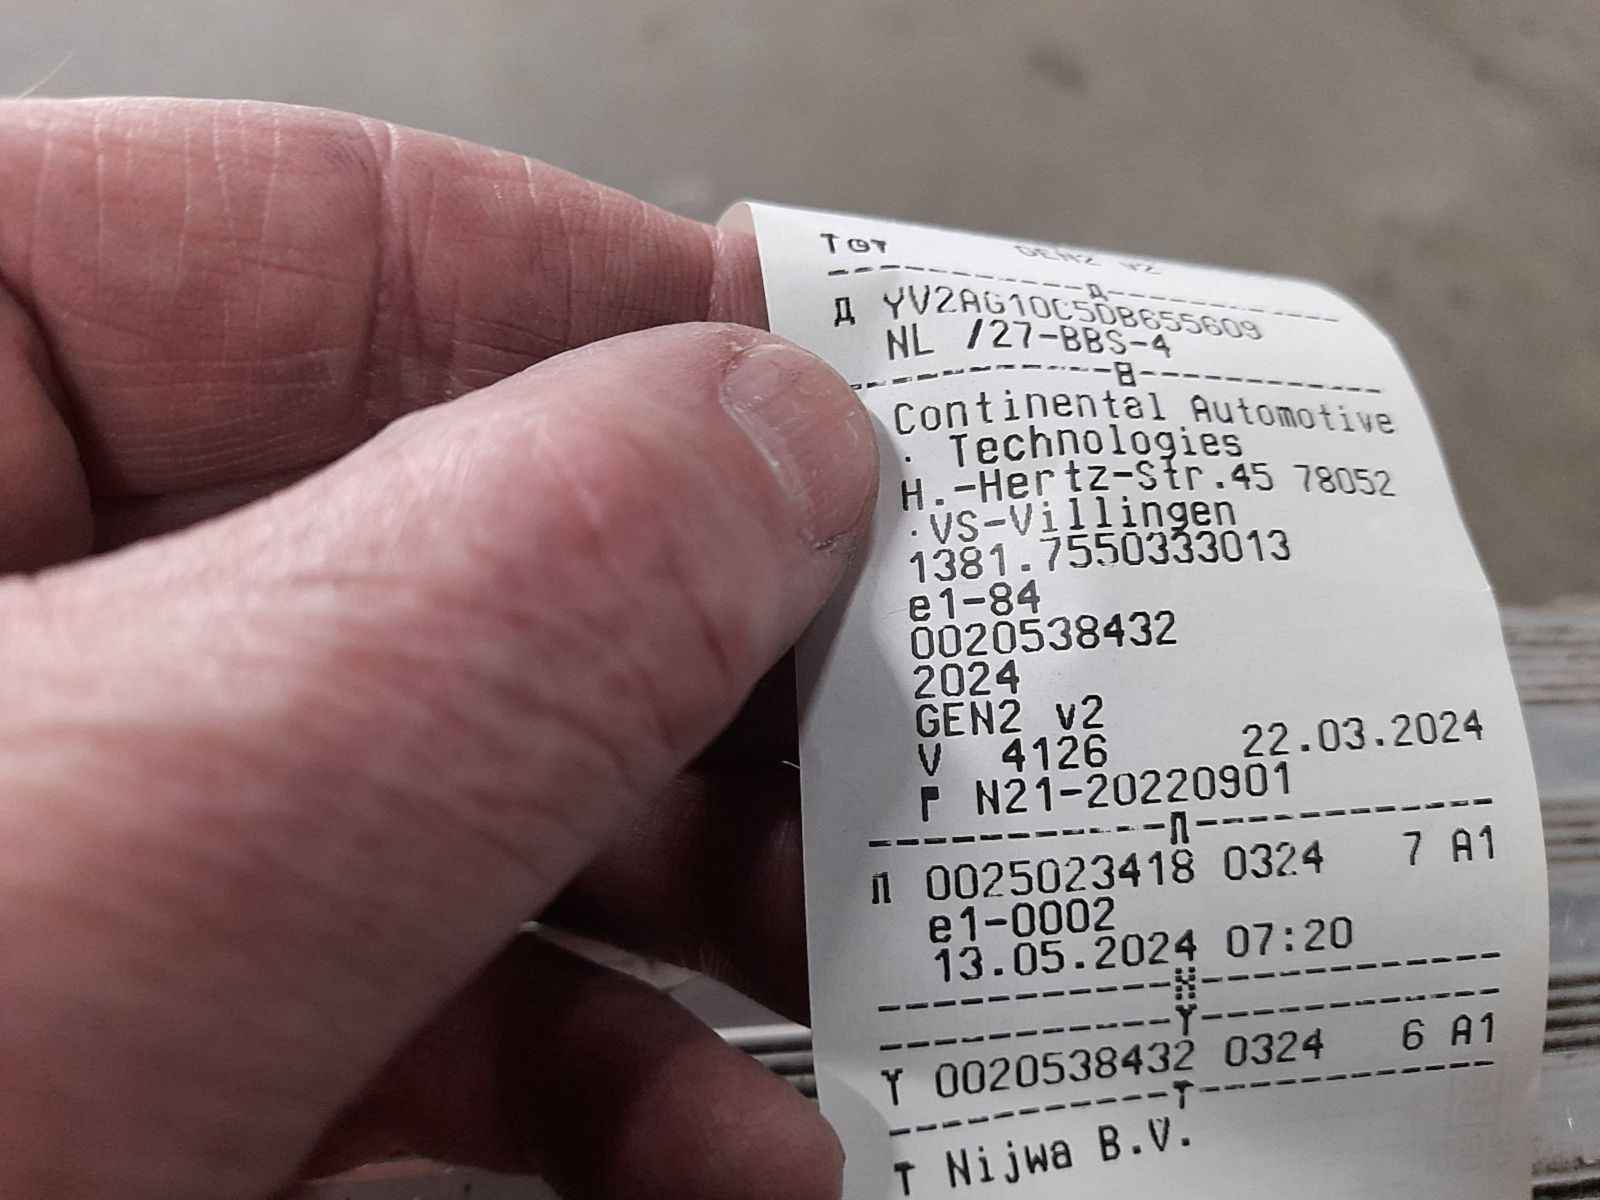 GEN2 v2
YV2AG10C5DB655609
NL /27-BBS-4
Continental Automotive
. Technologies
H.-Hertz-Str.45 78052
.VS-Villingen
1381.7550333013
e1-84
0020538432
2024
GEN2 v2
V 4126 22.03.2024
N21-20220901
0025023418 0324 7 A1
e1-0002
13.05.2024 07:20
0020538432 0324 6 A1
T Nijwa B.V.